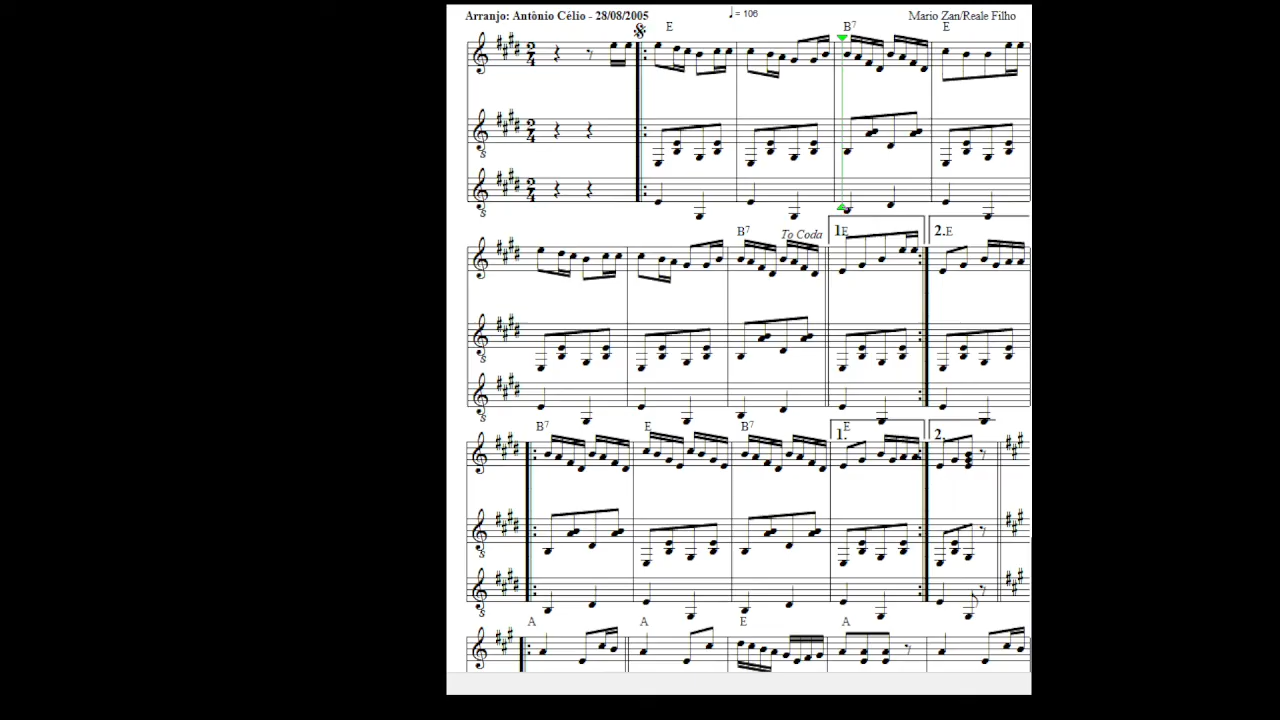 Arranjo: Antônio Célio - 28/08/2005 ♩ = 106 Mario Zan/Reale Filho
E B7 E
B7 To Coda 1. E 2. E
B7 E B7 1. E 2.
A A E A